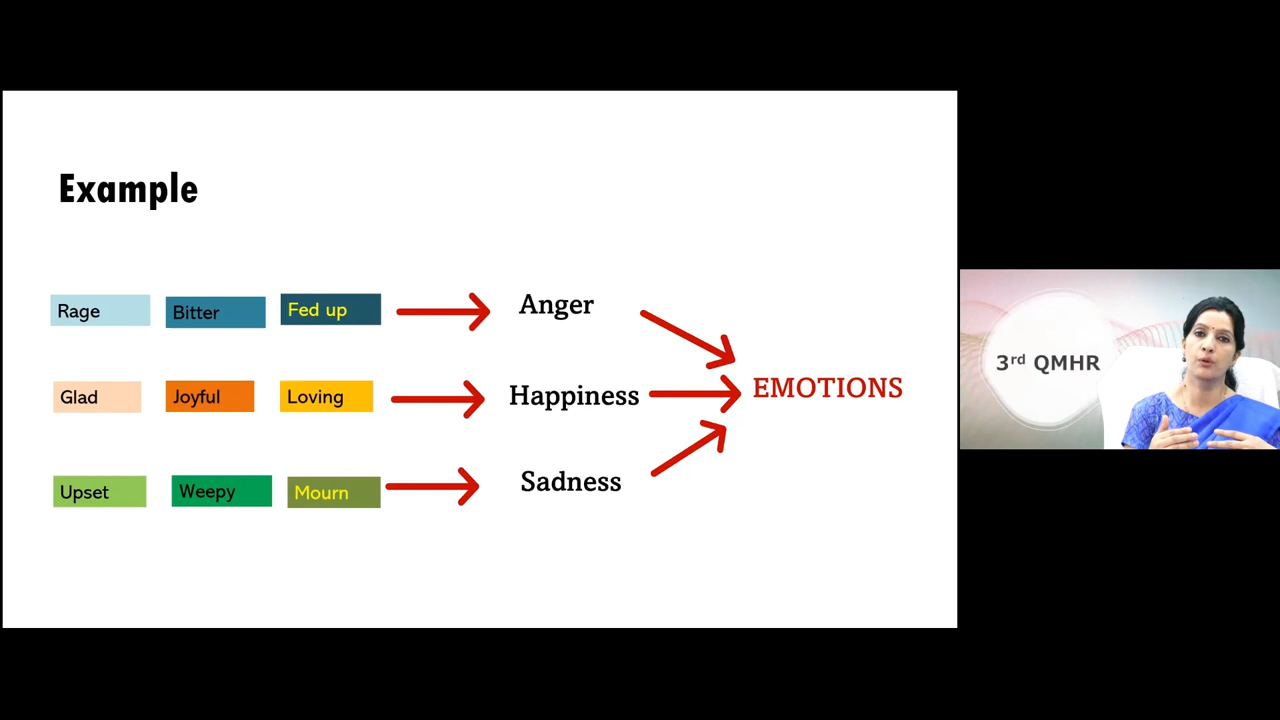 Example
Rage Bitter Fed up Anger
Glad Joyful Loving Happiness EMOTIONS
Upset Weepy Mourn Sadness
3rd QMHR